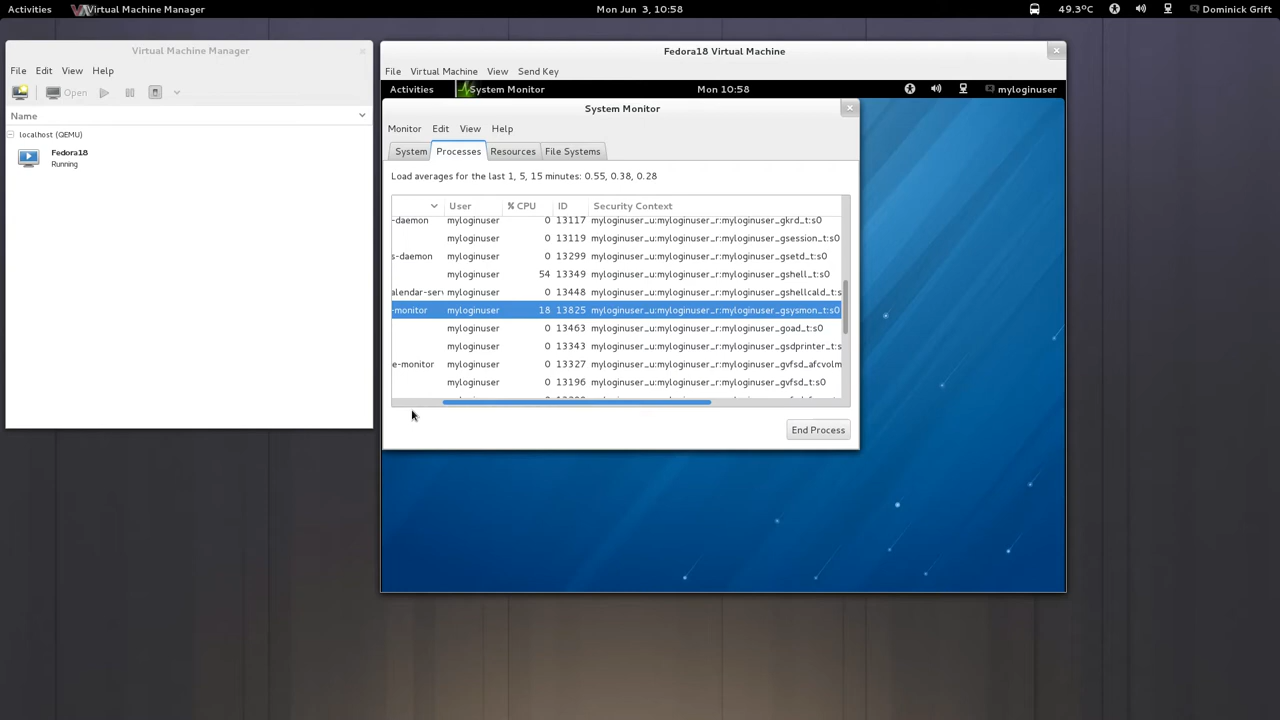 Activities Virtual Machine Manager Mon Jun 3, 10:58 49.3°C Dominick Grift
Virtual Machine Manager
File Edit View Help
Open
Name
localhost (QEMU)
Fedora18
Running
Fedora18 Virtual Machine
File Virtual Machine View Send Key
Activities System Monitor Mon 10:58 myloginuser
System Monitor
Monitor Edit View Help
System Processes Resources File Systems
Load averages for the last 1, 5, 15 minutes: 0.55, 0.38, 0.28
User % CPU ID Security Context
-daemon myloginuser 0 13117 myloginuser_u:myloginuser_r:myloginuser_gkrd_t:s0
myloginuser 0 13119 myloginuser_u:myloginuser_r:myloginuser_gsession_t:s0
s-daemon myloginuser 0 13299 myloginuser_u:myloginuser_r:myloginuser_gsetd_t:s0
myloginuser 54 13349 myloginuser_u:myloginuser_r:myloginuser_gshell_t:s0
alendar-serv myloginuser 0 13448 myloginuser_u:myloginuser_r:myloginuser_gshellcald_t:s
-monitor myloginuser 18 13825 myloginuser_u:myloginuser_r:myloginuser_gsysmon_t:s0
myloginuser 0 13463 myloginuser_u:myloginuser_r:myloginuser_goad_t:s0
myloginuser 0 13343 myloginuser_u:myloginuser_r:myloginuser_gsdprinter_t:s
e-monitor myloginuser 0 13327 myloginuser_u:myloginuser_r:myloginuser_gvfsd_afcvolm
myloginuser 0 13196 myloginuser_u:myloginuser_r:myloginuser_gvfsd_t:s0
End Process